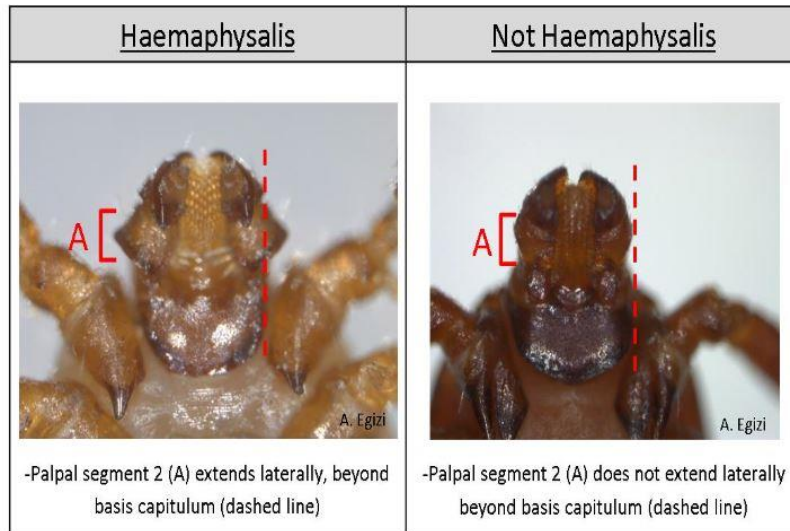 Haemaphysalis
Not Haemaphysalis
A
A. Egizi
A
A. Egizi
-Palpal segment 2 (A) extends laterally, beyond
basis capitulum (dashed line)
-Palpal segment 2 (A) does not extend laterally
beyond basis capitulum (dashed line)